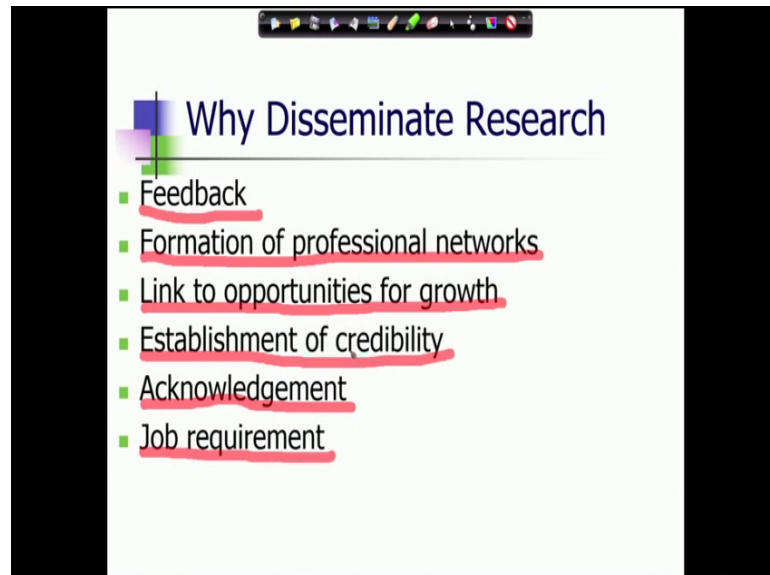 Why Disseminate Research
Feedback
Formation of professional networks
Link to opportunities for growth
Establishment of credibility
Acknowledgement
Job requirement